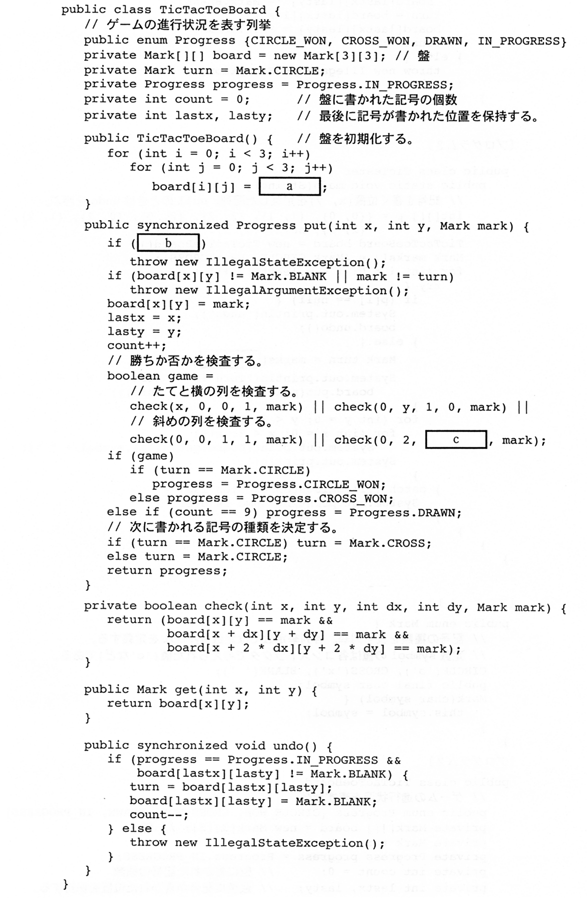 public class TicTacToeBoard {
// ゲームの進行状況を表す列挙
public enum Progress {CIRCLE_WON, CROSS_WON, DRAWN, IN_PROGRESS}
private Mark[][] board = new Mark[3][3]; // 盤
private Mark turn = Mark.CIRCLE;
private Progress progress = Progress.IN_PROGRESS;
private int count = 0; // 盤に書かれた記号の個数
private int lastx, lasty; // 最後に記号が書かれた位置を保持する。
public TicTacToeBoard() { // 盤を初期化する。
for (int i = 0; i < 3; i++)
for (int j = 0; j < 3; j++)
board[i][j] = a ;
}
public synchronized Progress put(int x, int y, Mark mark) {
if ( b )
throw new IllegalStateException();
if (board[x][y] != Mark.BLANK || mark != turn)
throw new IllegalArgumentException();
board[x][y] = mark;
lastx = x;
lasty = y;
count++;
// 勝ちか否かを検査する。
boolean game =
// たてと横の列を検査する。
check(x, 0, 0, 1, mark) || check(0, y, 1, 0, mark) ||
// 斜めの列を検査する。
check(0, 0, 1, 1, mark) || check(0, 2, c , mark);
if (game)
if (turn == Mark.CIRCLE)
progress = Progress.CIRCLE_WON;
else progress = Progress.CROSS_WON;
else if (count == 9) progress = Progress.DRAWN;
// 次に書かれる記号の種類を決定する。
if (turn == Mark.CIRCLE) turn = Mark.CROSS;
else turn = Mark.CIRCLE;
return progress;
}
private boolean check(int x, int y, int dx, int dy, Mark mark) {
return (board[x][y] == mark &&
board[x + dx][y + dy] == mark &&
board[x + 2 * dx][y + 2 * dy] == mark);
}
public Mark get(int x, int y) {
return board[x][y];
}
public synchronized void undo() {
if (progress == Progress.IN_PROGRESS &&
board[lastx][lasty] != Mark.BLANK) {
turn = board[lastx][lasty];
board[lastx][lasty] = Mark.BLANK;
count--;
} else {
throw new IllegalStateException();
}
}
}